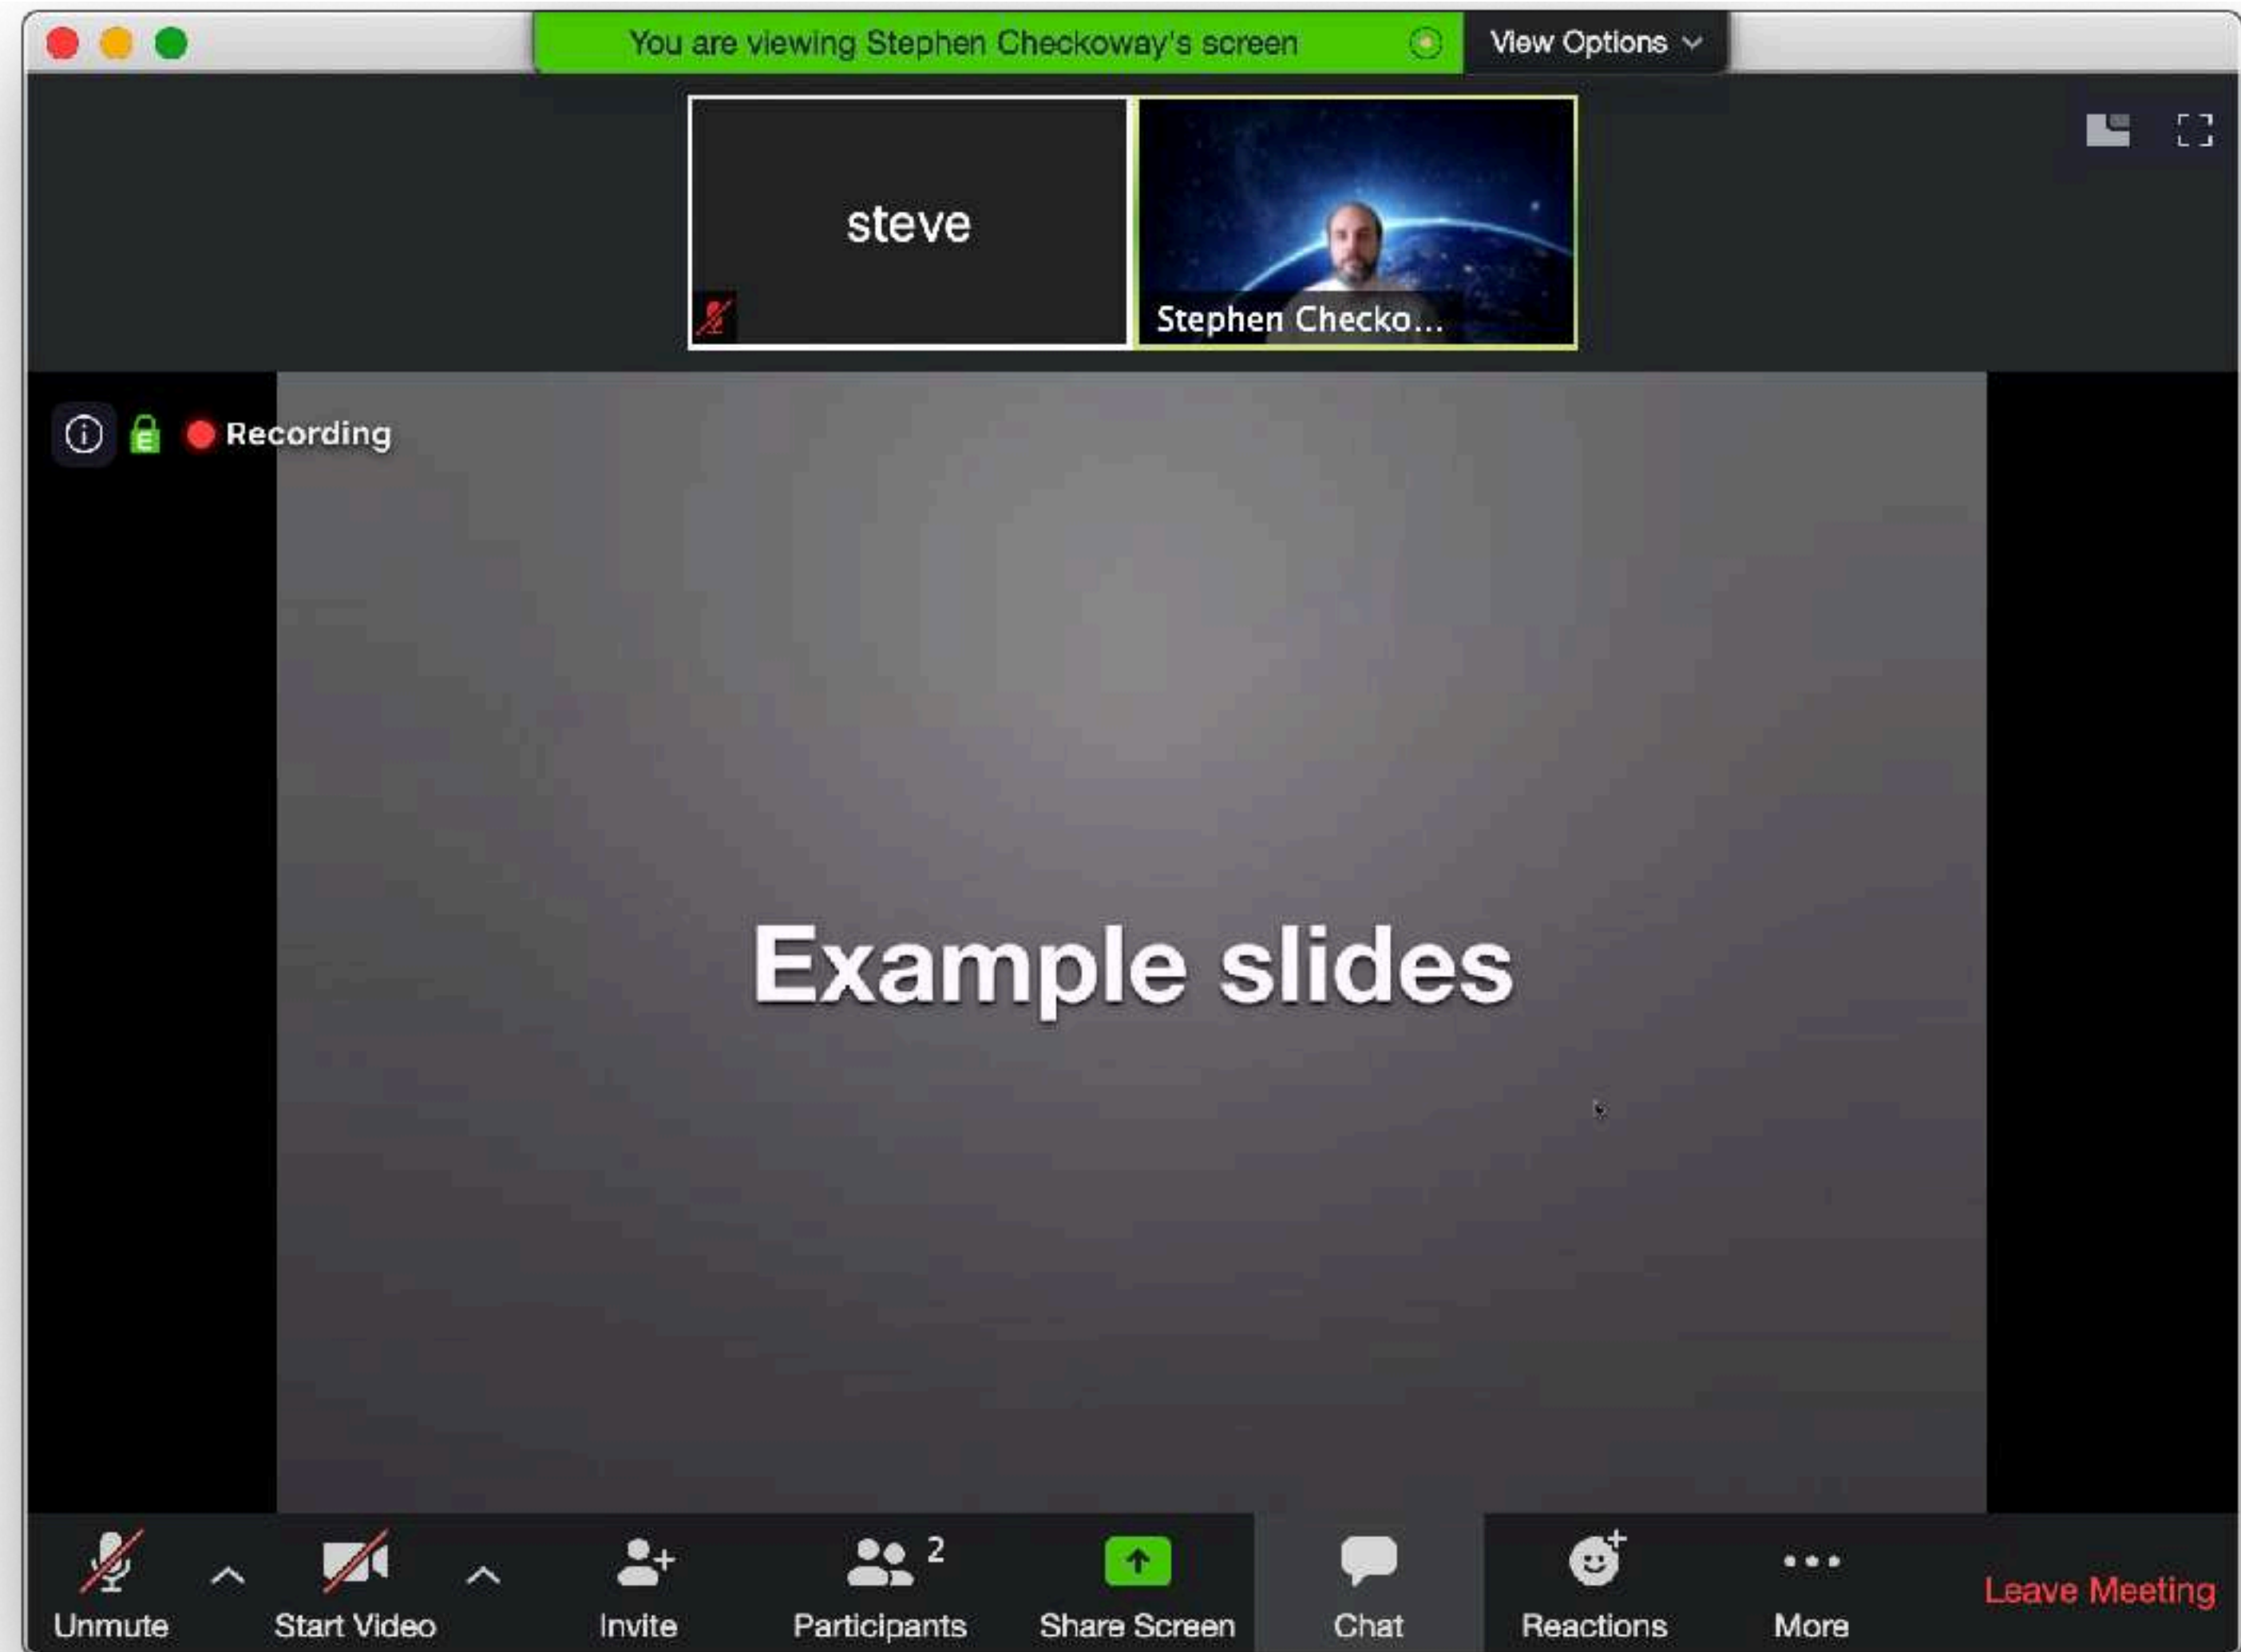 You are viewing Stephen Checkoway's screen
View Options
steve
Stephen Checko...
Recording
Example slides
2
Unmute
Start Video
Invite
Participants
Share Screen
Chat
Reactions
More
Leave Meeting